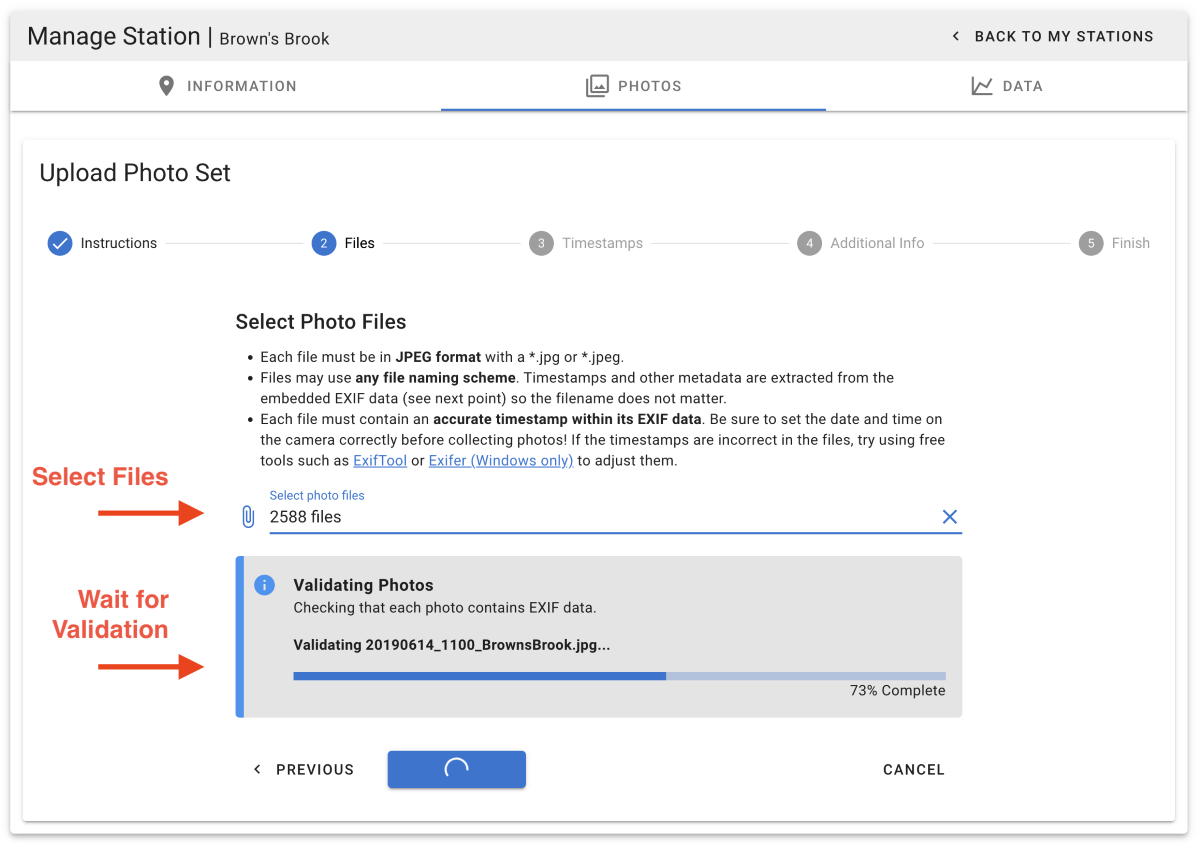 Manage Station | Brown's Brook
BACK TO MY STATIONS
INFORMATION
PHOTOS
DATA
Upload Photo Set
Instructions
2 Files
3 Timestamps
4 Additional Info
5 Finish
Select Photo Files
• Each file must be in JPEG format with a *.jpg or *.jpeg.
• Files may use any file naming scheme. Timestamps and other metadata are extracted from the
embedded EXIF data (see next point) so the filename does not matter.
• Each file must contain an accurate timestamp within its EXIF data. Be sure to set the date and time on
the camera correctly before collecting photos! If the timestamps are incorrect in the files, try using free
tools such as ExifTool or Exifer (Windows only) to adjust them.
Select Files
Select photo files
2588 files
Wait for
Validation
Validating Photos
Checking that each photo contains EXIF data.
Validating 20190614_1100_BrownsBrook.jpg...
73% Complete
PREVIOUS
CANCEL